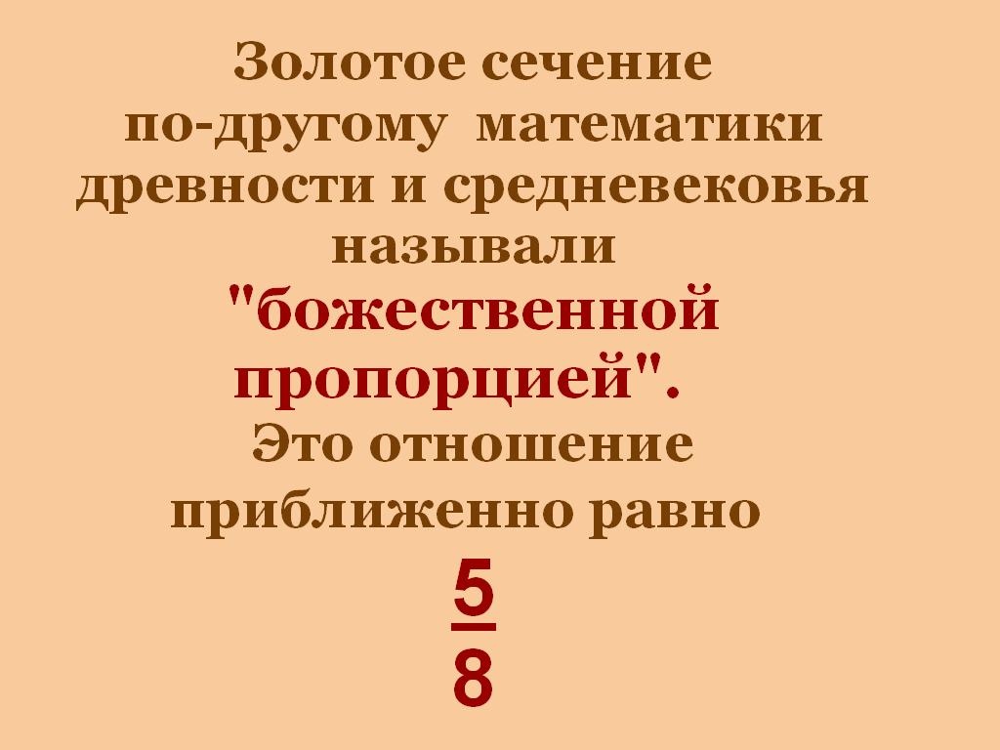 Золотое сечение
по-другому  математики
древности и средневековья
называли
"божественной
пропорцией".
Это отношение
приближенно равно
5
8